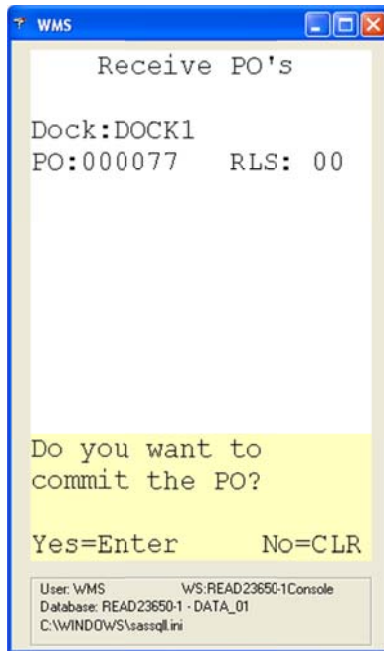 WMS
Receive PO's
Dock:DOCK1
PO:000077 RLS: 00
Do you want to
commit the PO?
Yes=Enter No=CLR
User: WMS WS:READ23650-1Console
Database: READ23650-1 - DATA_01
C:\WINDOWS\sassqll.ini